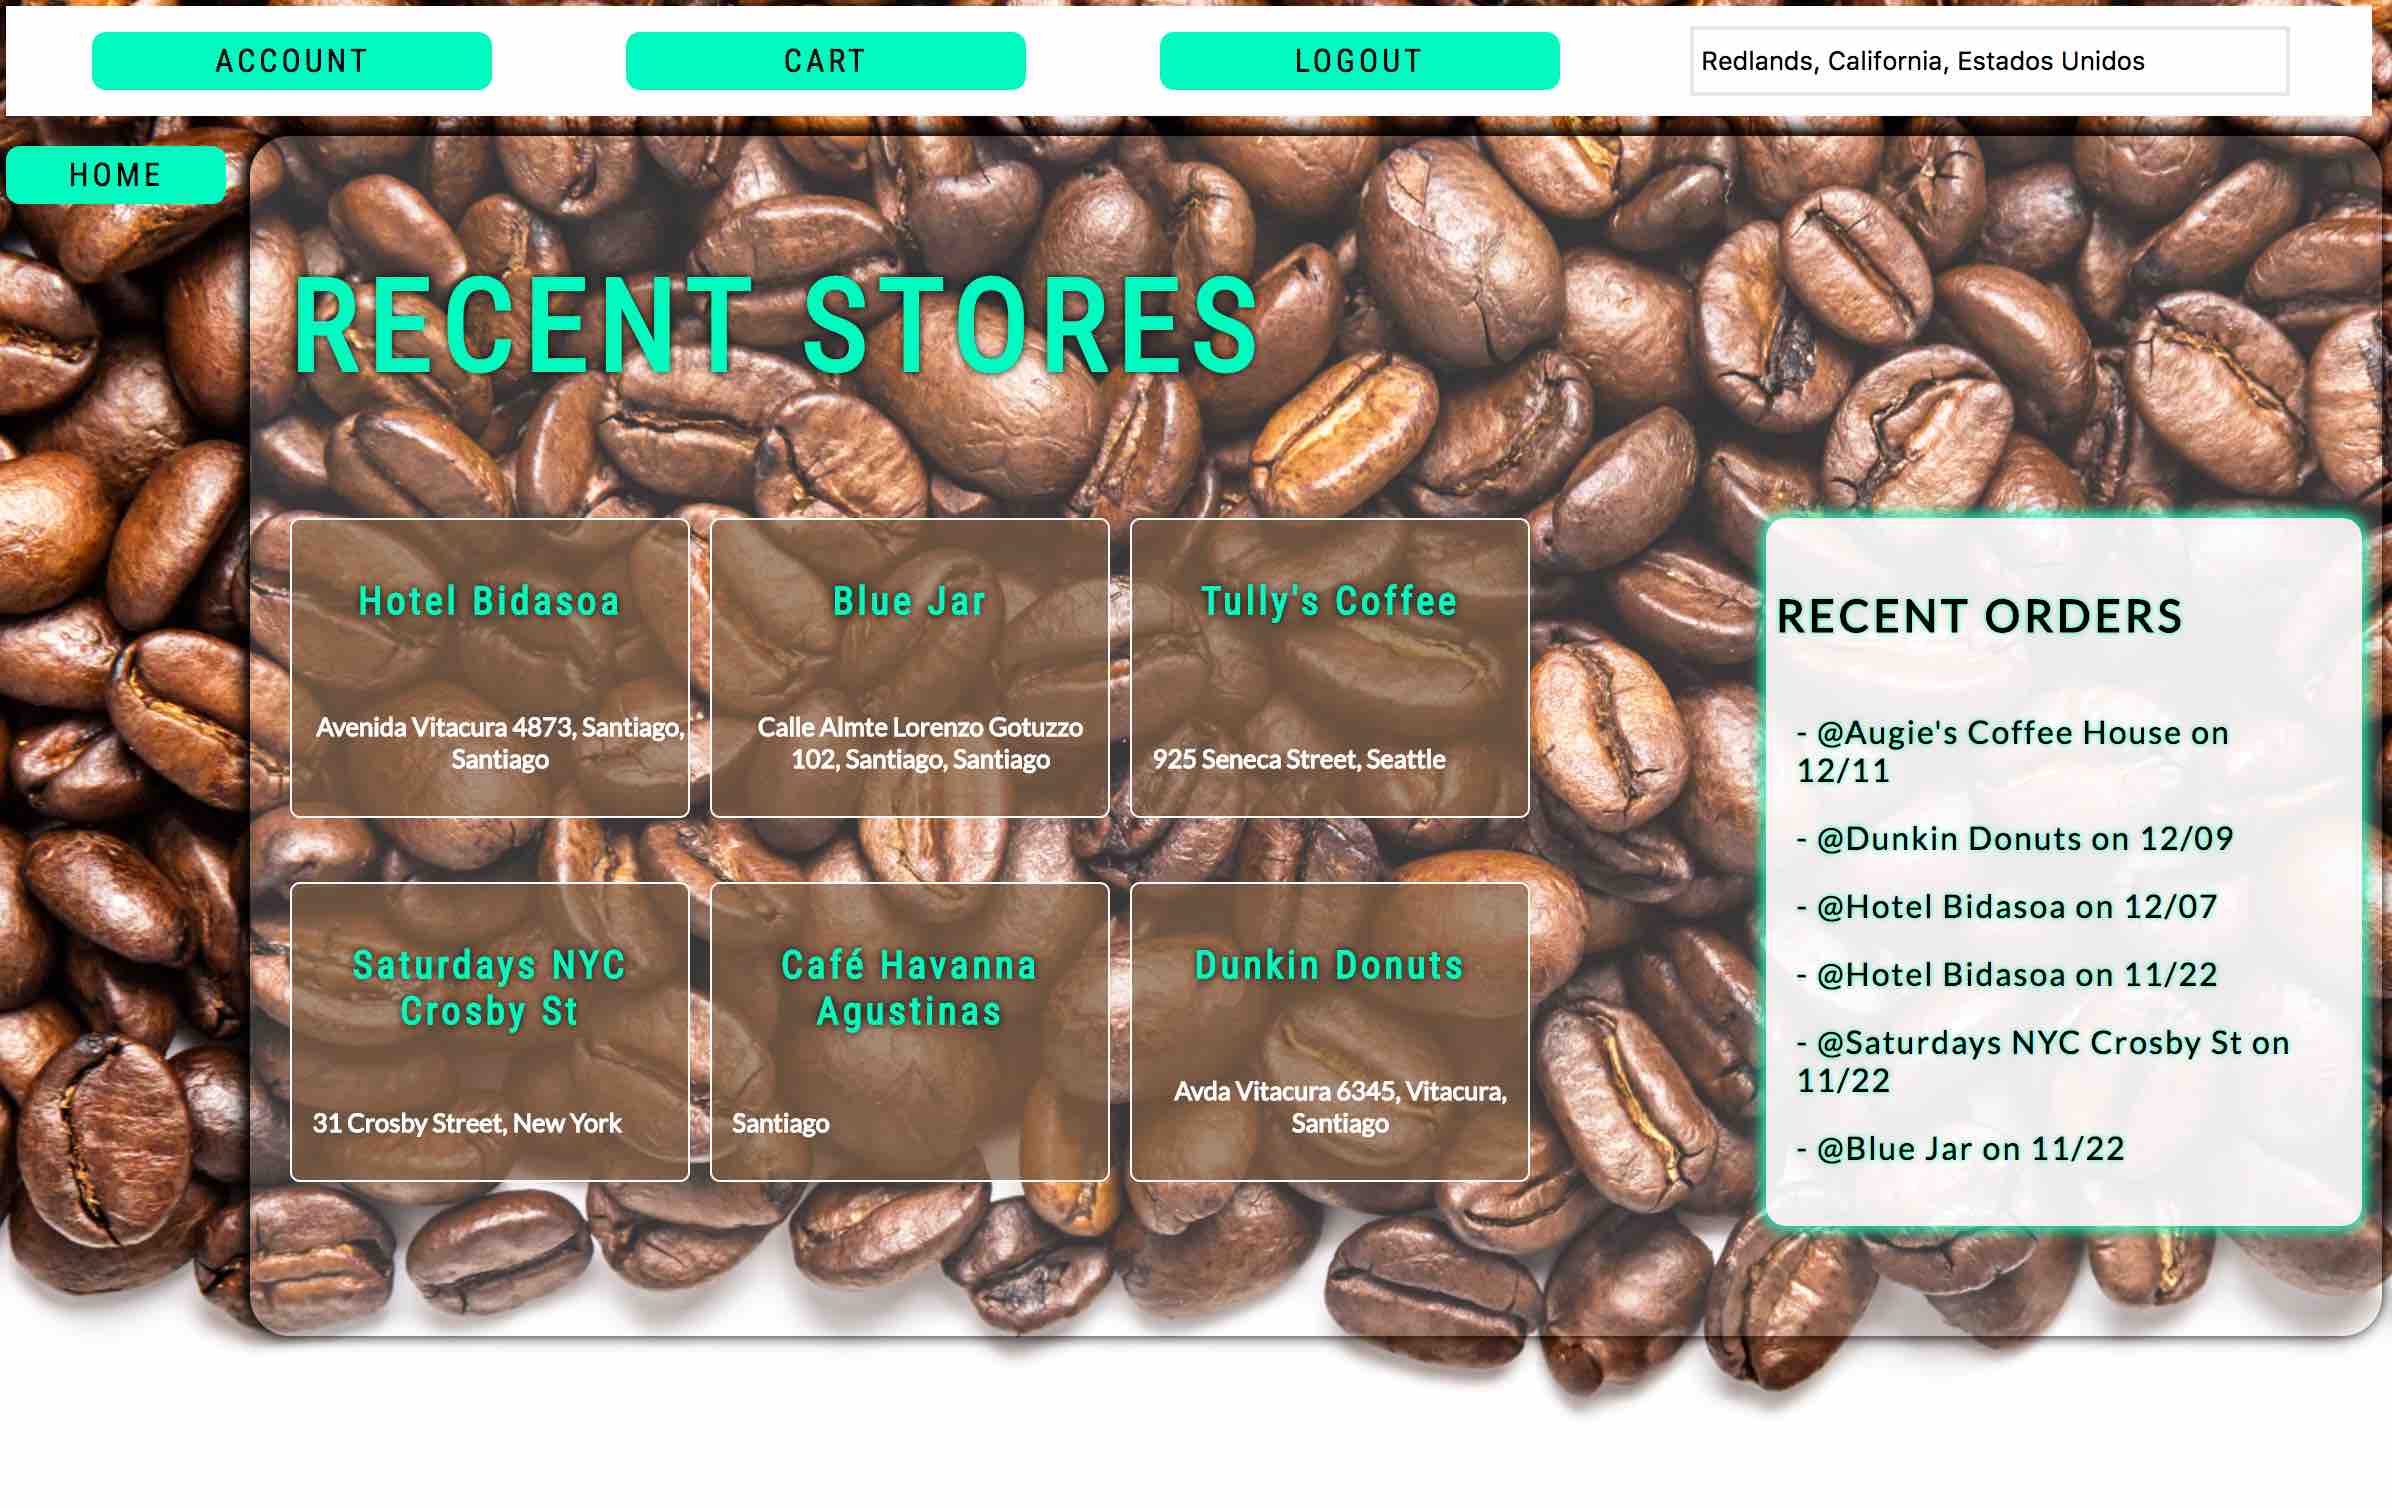 ACCOUNT
CART
LOGOUT
Redlands, California, Estados Unidos
HOME
RECENT STORES
Hotel Bidasoa
Avenida Vitacura 4873, Santiago,
Santiago
Blue Jar
Calle Almte Lorenzo Gotuzzo
102, Santiago, Santiago
Tully's Coffee
925 Seneca Street, Seattle
Saturdays NYC
Crosby St
31 Crosby Street, New York
Café Havanna
Agustinas
Santiago
Dunkin Donuts
Avda Vitacura 6345, Vitacura,
Santiago
RECENT ORDERS
- @Augie's Coffee House on
12/11
- @Dunkin Donuts on 12/09
- @Hotel Bidasoa on 12/07
- @Hotel Bidasoa on 11/22
- @Saturdays NYC Crosby St on
11/22
- @Blue Jar on 11/22